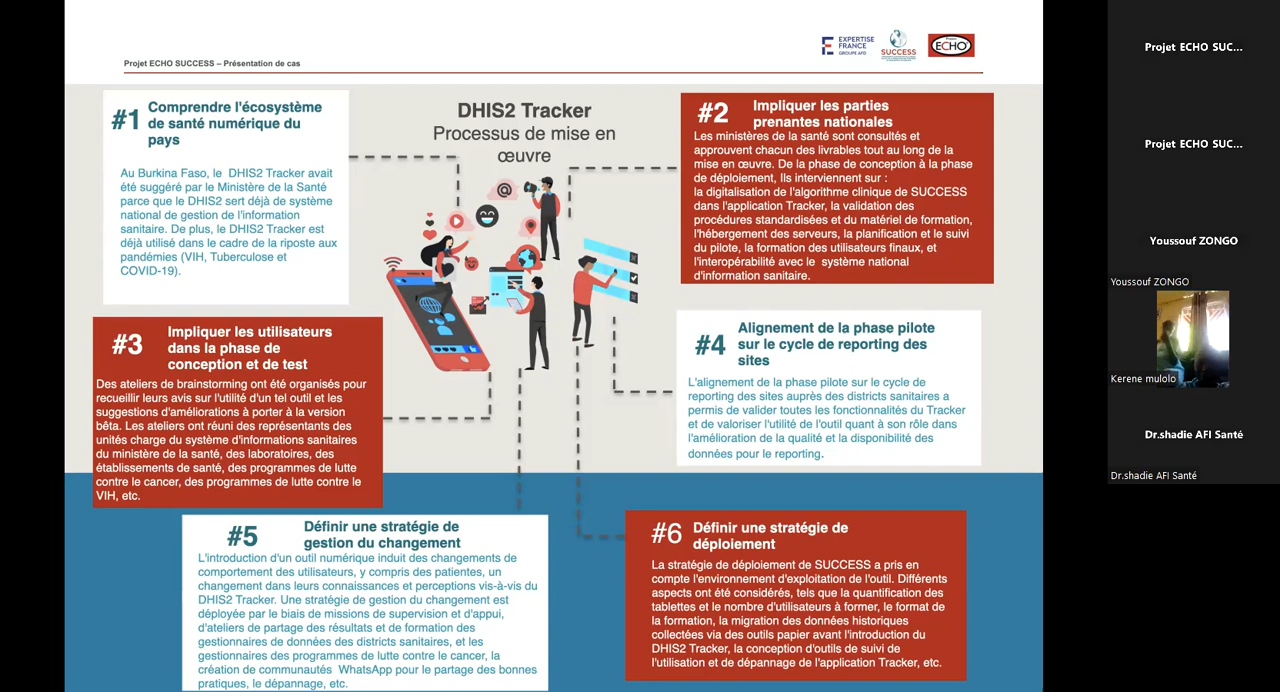 EXPERTISE
FRANCE
GROUPE AFD
SUCCESS
ECHO
Projet ECHO SUCCESS – Présentation de cas
DHIS2 Tracker
Processus de mise en
œuvre
#1
Comprendre l'écosystème
de santé numérique du
pays
Au Burkina Faso, le DHIS2 Tracker avait
été suggéré par le Ministère de la Santé
parce que le DHIS2 sert déjà de système
national de gestion de l'information
sanitaire. De plus, le DHIS2 Tracker est
déjà utilisé dans le cadre de la riposte aux
pandémies (VIH, Tuberculose et
COVID-19).
#2
Impliquer les parties
prenantes nationales
Les ministères de la santé sont consultés et
approuvent chacun des livrables tout au long de la
mise en œuvre. De la phase de conception à la phase
de déploiement, Ils interviennent sur :
la digitalisation de l'algorithme clinique de SUCCESS
dans l'application Tracker, la validation des
procédures standardisées et du matériel de formation,
l'hébergement des serveurs, la planification et le suivi
du pilote, la formation des utilisateurs finaux, et
l'interopérabilité avec le système national
d'information sanitaire.
#3
Impliquer les utilisateurs
dans la phase de
conception et de test
Des ateliers de brainstorming ont été organisés pour
recueillir leurs avis sur l'utilité d'un tel outil et les
suggestions d'améliorations à porter à la version
bêta. Les ateliers ont réuni des représentants des
unités charge du système d'informations sanitaires
du ministère de la santé, des laboratoires, des
établissements de santé, des programmes de lutte
contre le cancer, des programmes de lutte contre le
VIH, etc.
#4
Alignement de la phase pilote
sur le cycle de reporting des
sites
L'alignement de la phase pilote sur le cycle de
reporting des sites auprès des districts sanitaires a
permis de valider toutes les fonctionnalités du Tracker
et de valoriser l'utilité de l'outil quant à son rôle dans
l'amélioration de la qualité et la disponibilité des
données pour le reporting.
#5
Définir une stratégie de
gestion du changement
L'introduction d'un outil numérique induit des changements de
comportement des utilisateurs, y compris des patientes, un
changement dans leurs connaissances et perceptions vis-à-vis du
DHIS2 Tracker. Une stratégie de gestion du changement est
déployée par le biais de missions de supervision et d'appui,
d'ateliers de partage des résultats et de formation des
gestionnaires de données des districts sanitaires, et les
gestionnaires des programmes de lutte contre le cancer, la
création de communautés WhatsApp pour le partage des bonnes
pratiques, le dépannage, etc.
#6
Définir une stratégie de
déploiement
La stratégie de déploiement de SUCCESS a pris en
compte l'environnement d'exploitation de l'outil. Différents
aspects ont été considérés, tels que la quantification des
tablettes et le nombre d'utilisateurs à former, le format de
la formation, la migration des données historiques
collectées via des outils papier avant l'introduction du
DHIS2 Tracker, la conception d'outils de suivi de
l'utilisation et de dépannage de l'application Tracker, etc.
Projet ECHO SUC...
Projet ECHO SUC...
Youssouf ZONGO
Youssouf ZONGO
Kerene mulolo
Dr.shadie AFI Santé
Dr.shadie AFI Santé